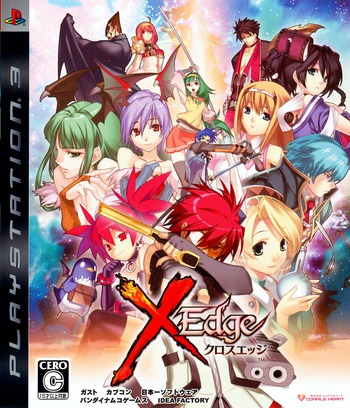 PLAYSTATION 3
X Edge
クロスエッジ
TM
CERO
C
15才以上対象
ガスト カプコン 日本一ソフトウェア
バンダイナムコゲームス IDEA FACTORY
COMPILE HEART